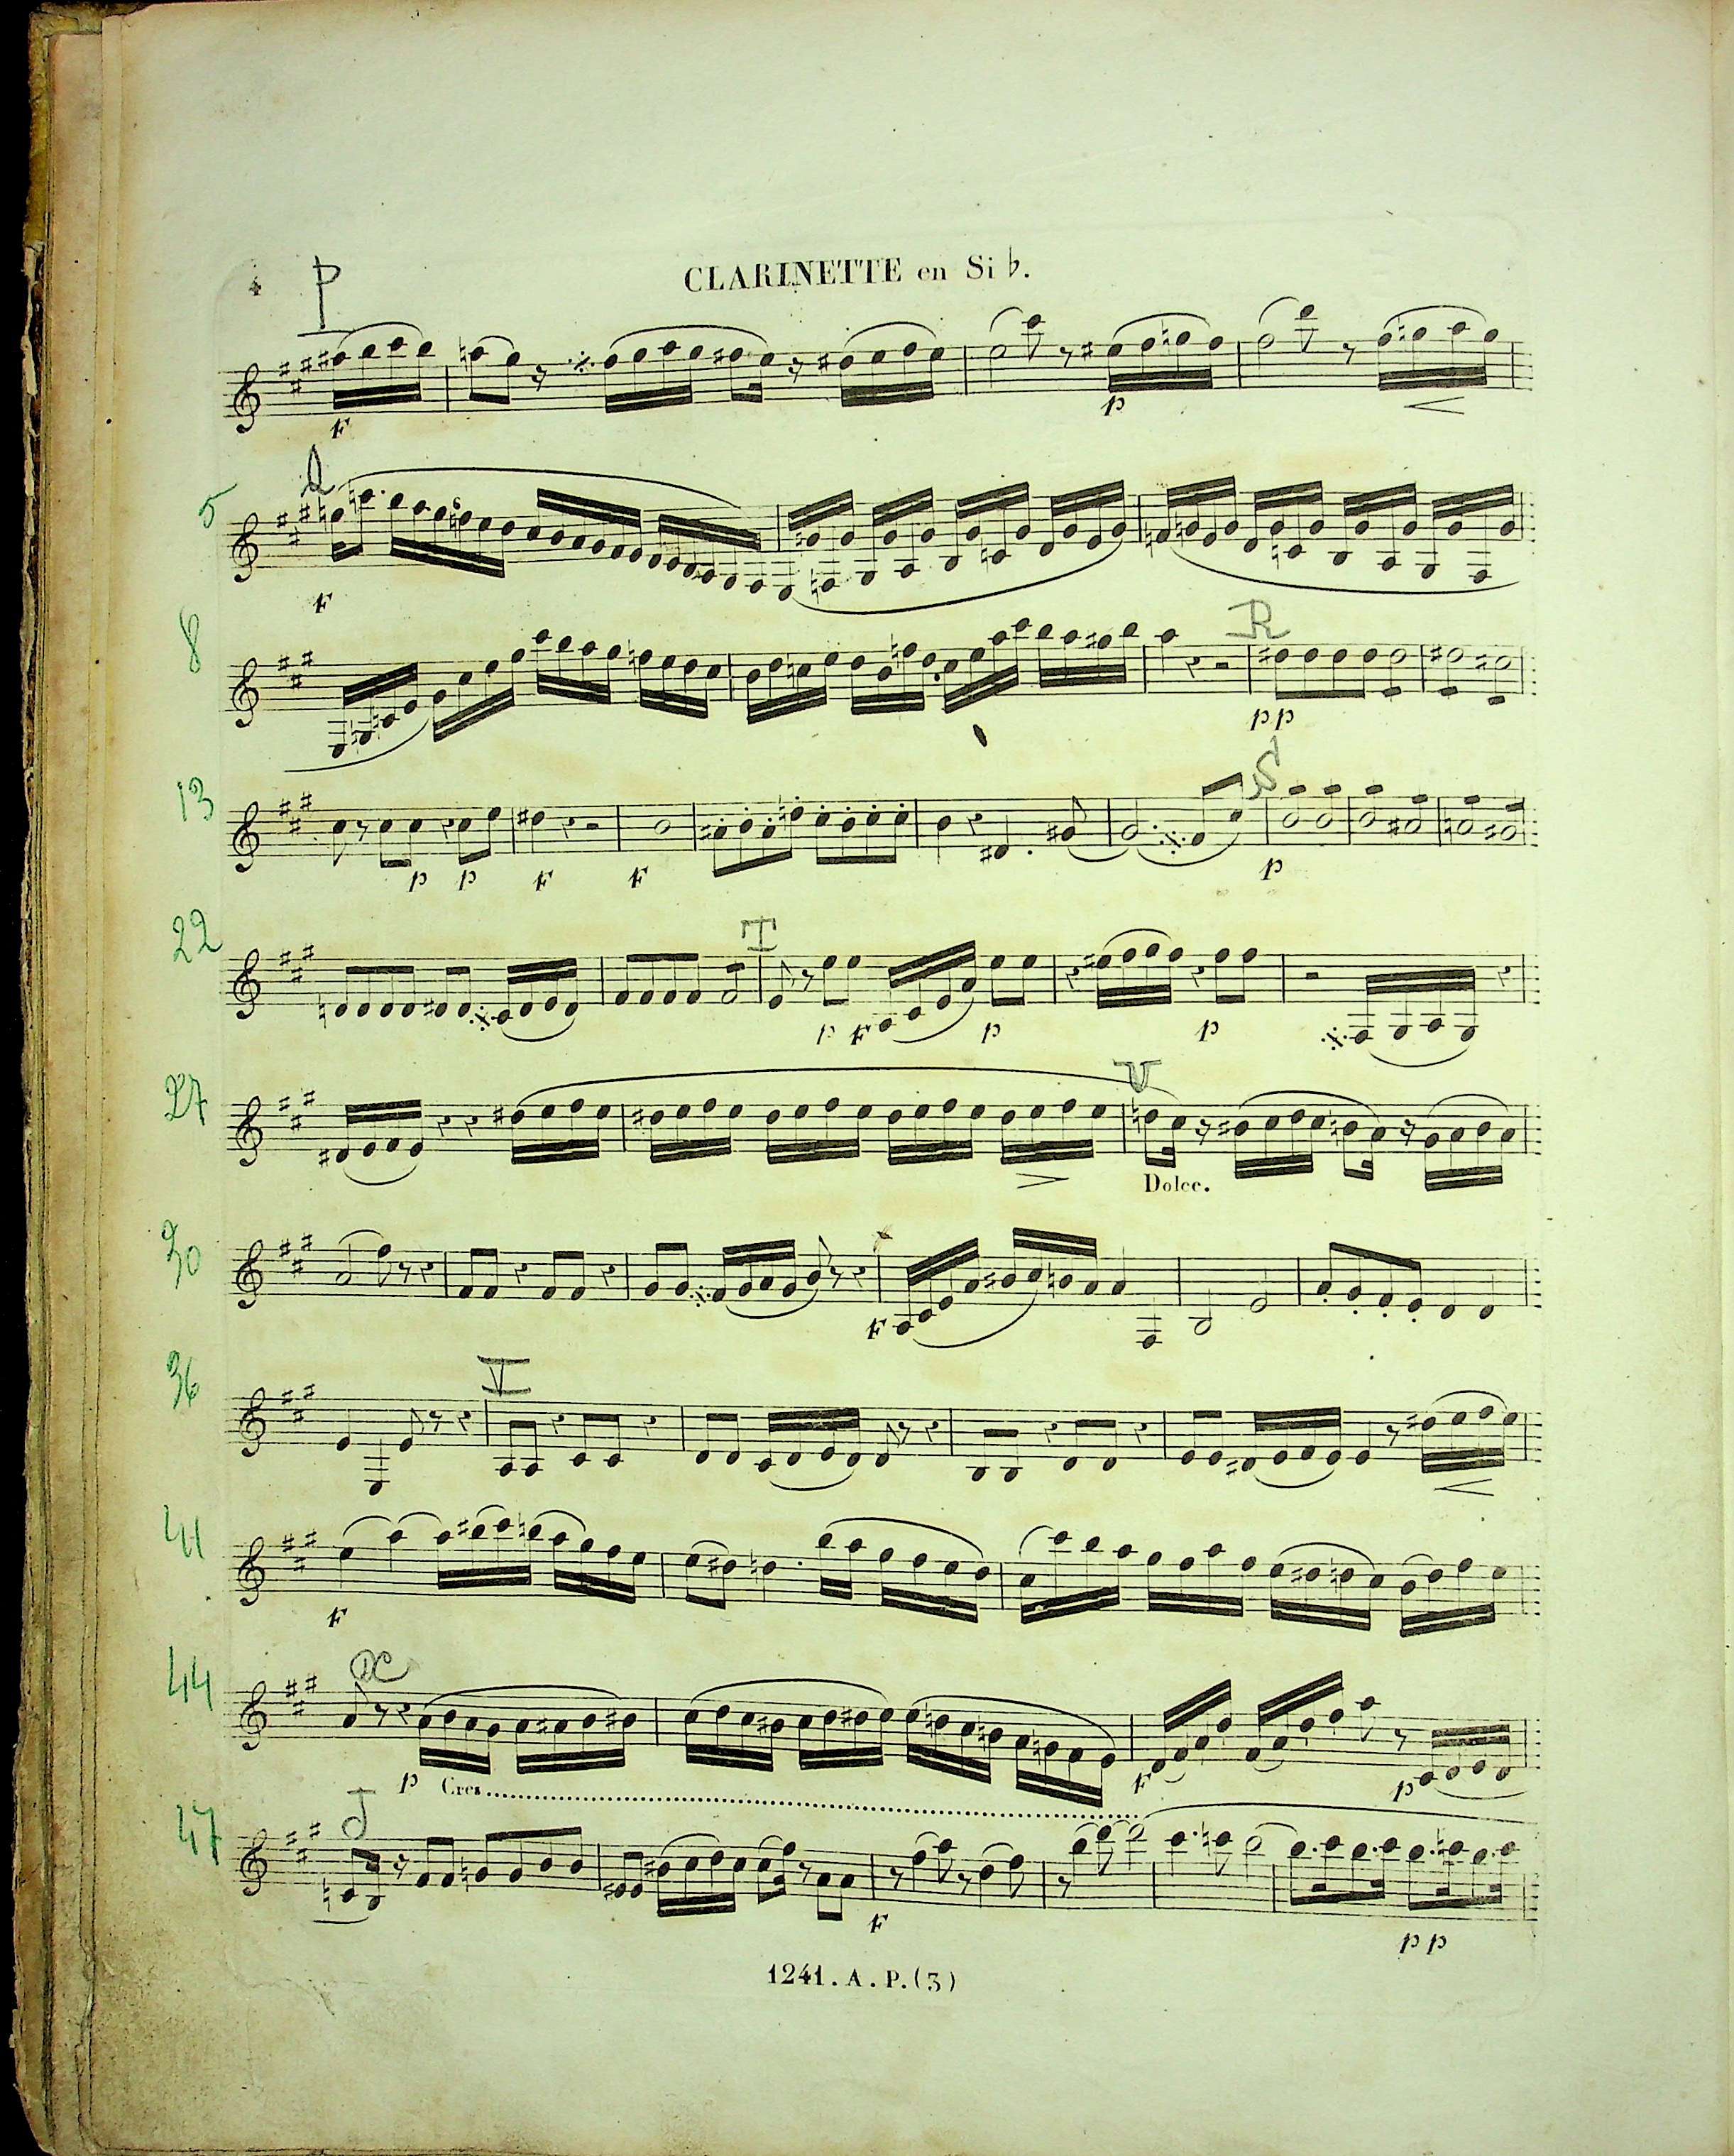 P
4 CLARINETTE en Si b.
F p
5
F
8 R
pp
13 S
p p F F p
22 T
p F p p
27 V
Dolce.
30
F
36 V
41
F
44
p Cres. F p
47 J
F pp
1241. A. P. (3)